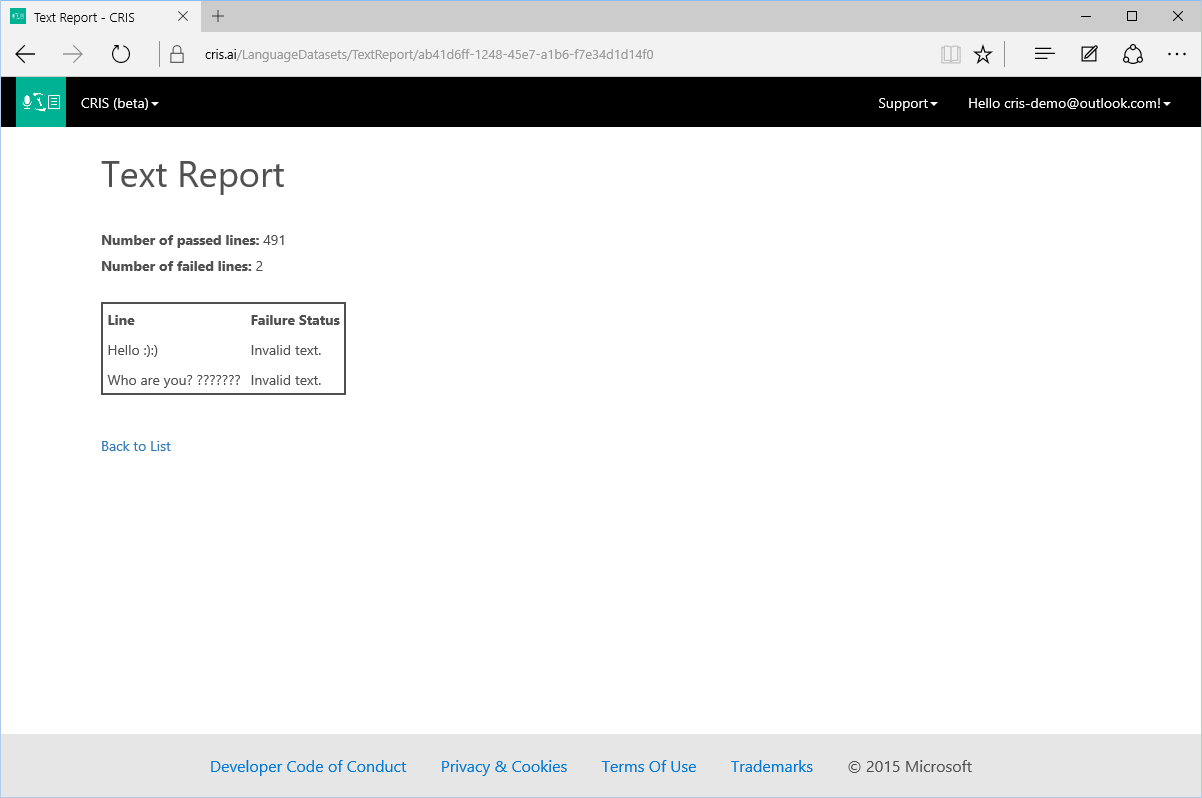 Text Report - CRIS
cris.ai/LanguageDatasets/TextReport/ab41d6ff-1248-45e7-a1b6-f7e34d1d14f0
CRIS (beta) Support Hello cris-demo@outlook.com!
Text Report
Number of passed lines: 491
Number of failed lines: 2
Line Failure Status
Hello :):) Invalid text.
Who are you? ??????? Invalid text.
Back to List
Developer Code of Conduct Privacy & Cookies Terms Of Use Trademarks © 2015 Microsoft